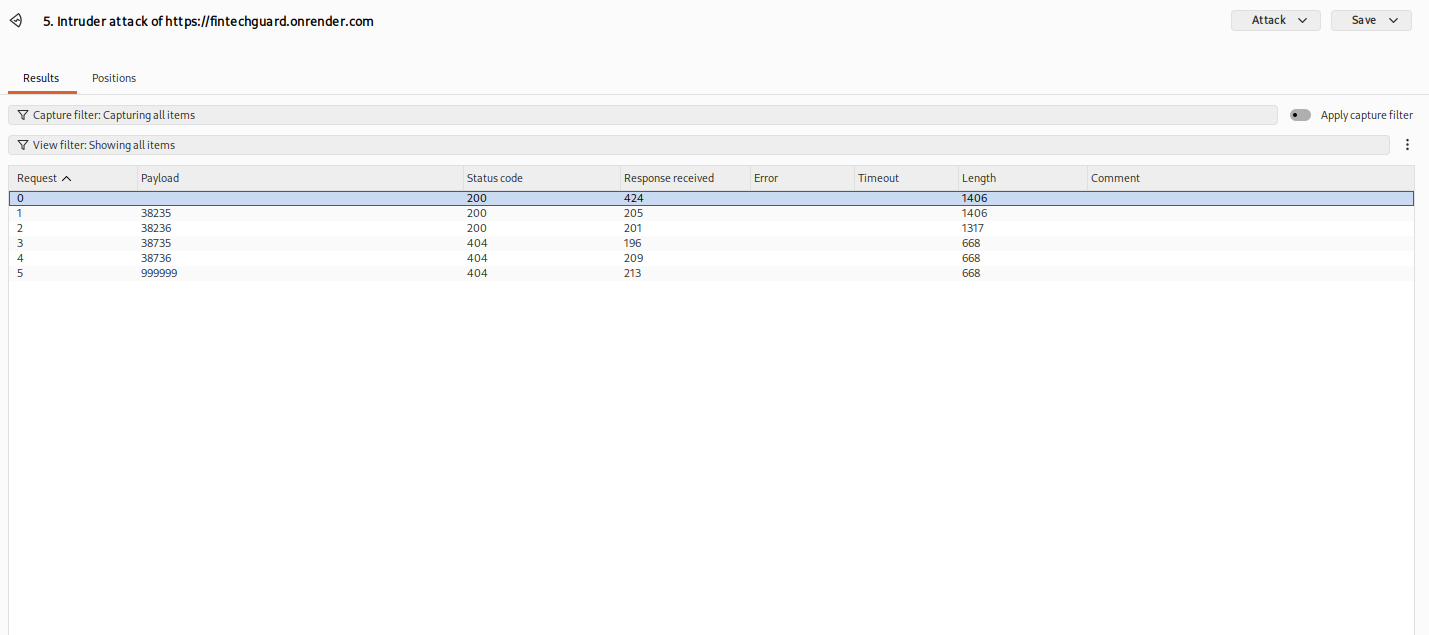 5. Intruder attack of https://fintechguard.onrender.com
Attack
Save
Results
Positions
Capture filter: Capturing all items
Apply capture filter
View filter: Showing all items
Request Payload Status code Response received Error Timeout Length Comment
0 200 424 1406
1 38235 200 205 1406
2 38236 200 201 1317
3 38735 404 196 668
4 38736 404 209 668
5 999999 404 213 668